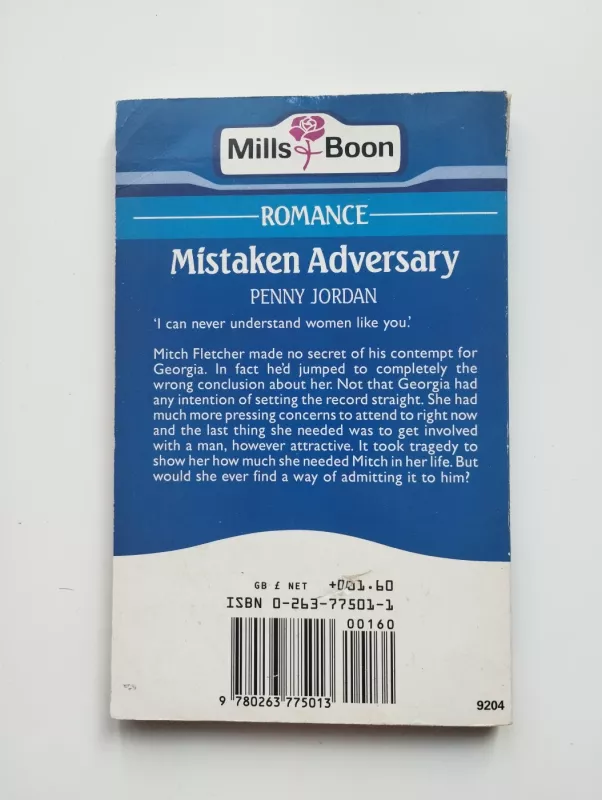 Mills & Boon
ROMANCE
Mistaken Adversary
PENNY JORDAN
'I can never understand women like you.'
Mitch Fletcher made no secret of his contempt for
Georgia. In fact he'd jumped to completely the
wrong conclusion about her. Not that Georgia had
any intention of setting the record straight. She had
much more pressing concerns to attend to right now
and the last thing she needed was to get involved
with a man, however attractive. It took tragedy to
show her how much she needed Mitch in her life. But
would she ever find a way of admitting it to him?
GB £ NET +001.60
ISBN 0-263-77501-1
00160
9 780263 775013
9204